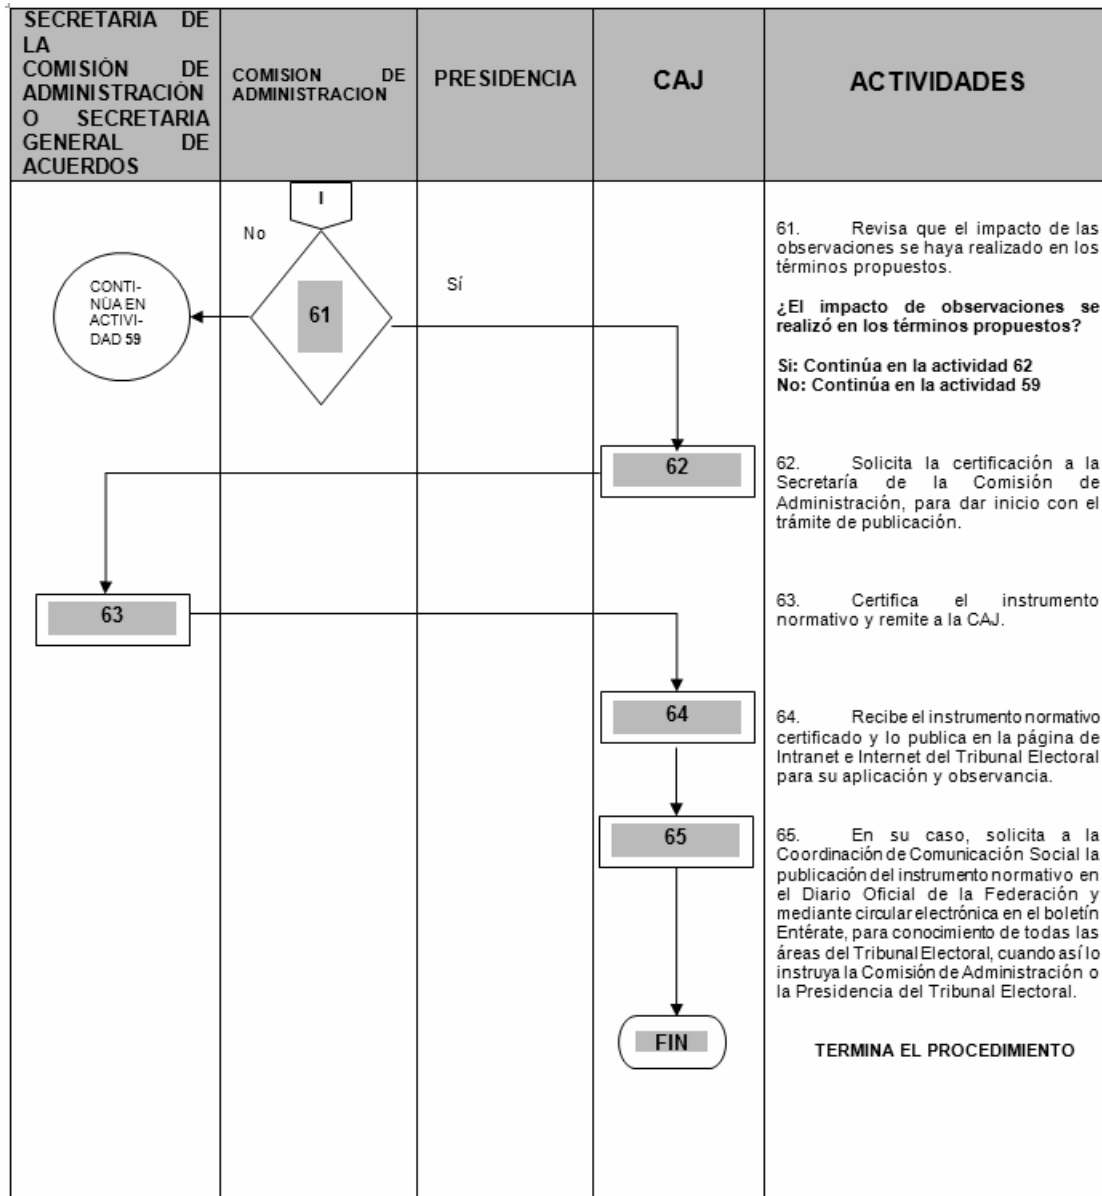 SECRETARIA DE
LA
COMISIÓN DE
ADMINISTRACIÓN
O SECRETARIA
GENERAL DE
ACUERDOS
COMISION DE
ADMINISTRACION
PRESIDENCIA
CAJ
ACTIVIDADES
I
No
Sí
CONTI-
NÚA EN
ACTIVI-
DAD 59
61
61. Revisa que el impacto de las
observaciones se haya realizado en los
términos propuestos.
¿El impacto de observaciones se
realizó en los términos propuestos?
Si: Continúa en la actividad 62
No: Continúa en la actividad 59
62
62. Solicita la certificación a la
Secretaría de la Comisión de
Administración, para dar inicio con el
trámite de publicación.
63
63. Certifica el instrumento
normativo y remite a la CAJ.
64
64. Recibe el instrumento normativo
certificado y lo publica en la página de
Intranet e Internet del Tribunal Electoral
para su aplicación y observancia.
65
65. En su caso, solicita a la
Coordinación de Comunicación Social la
publicación del instrumento normativo en
el Diario Oficial de la Federación y
mediante circular electrónica en el boletín
Entérate, para conocimiento de todas las
áreas del Tribunal Electoral, cuando así lo
instruya la Comisión de Administración o
la Presidencia del Tribunal Electoral.
FIN
TERMINA EL PROCEDIMIENTO